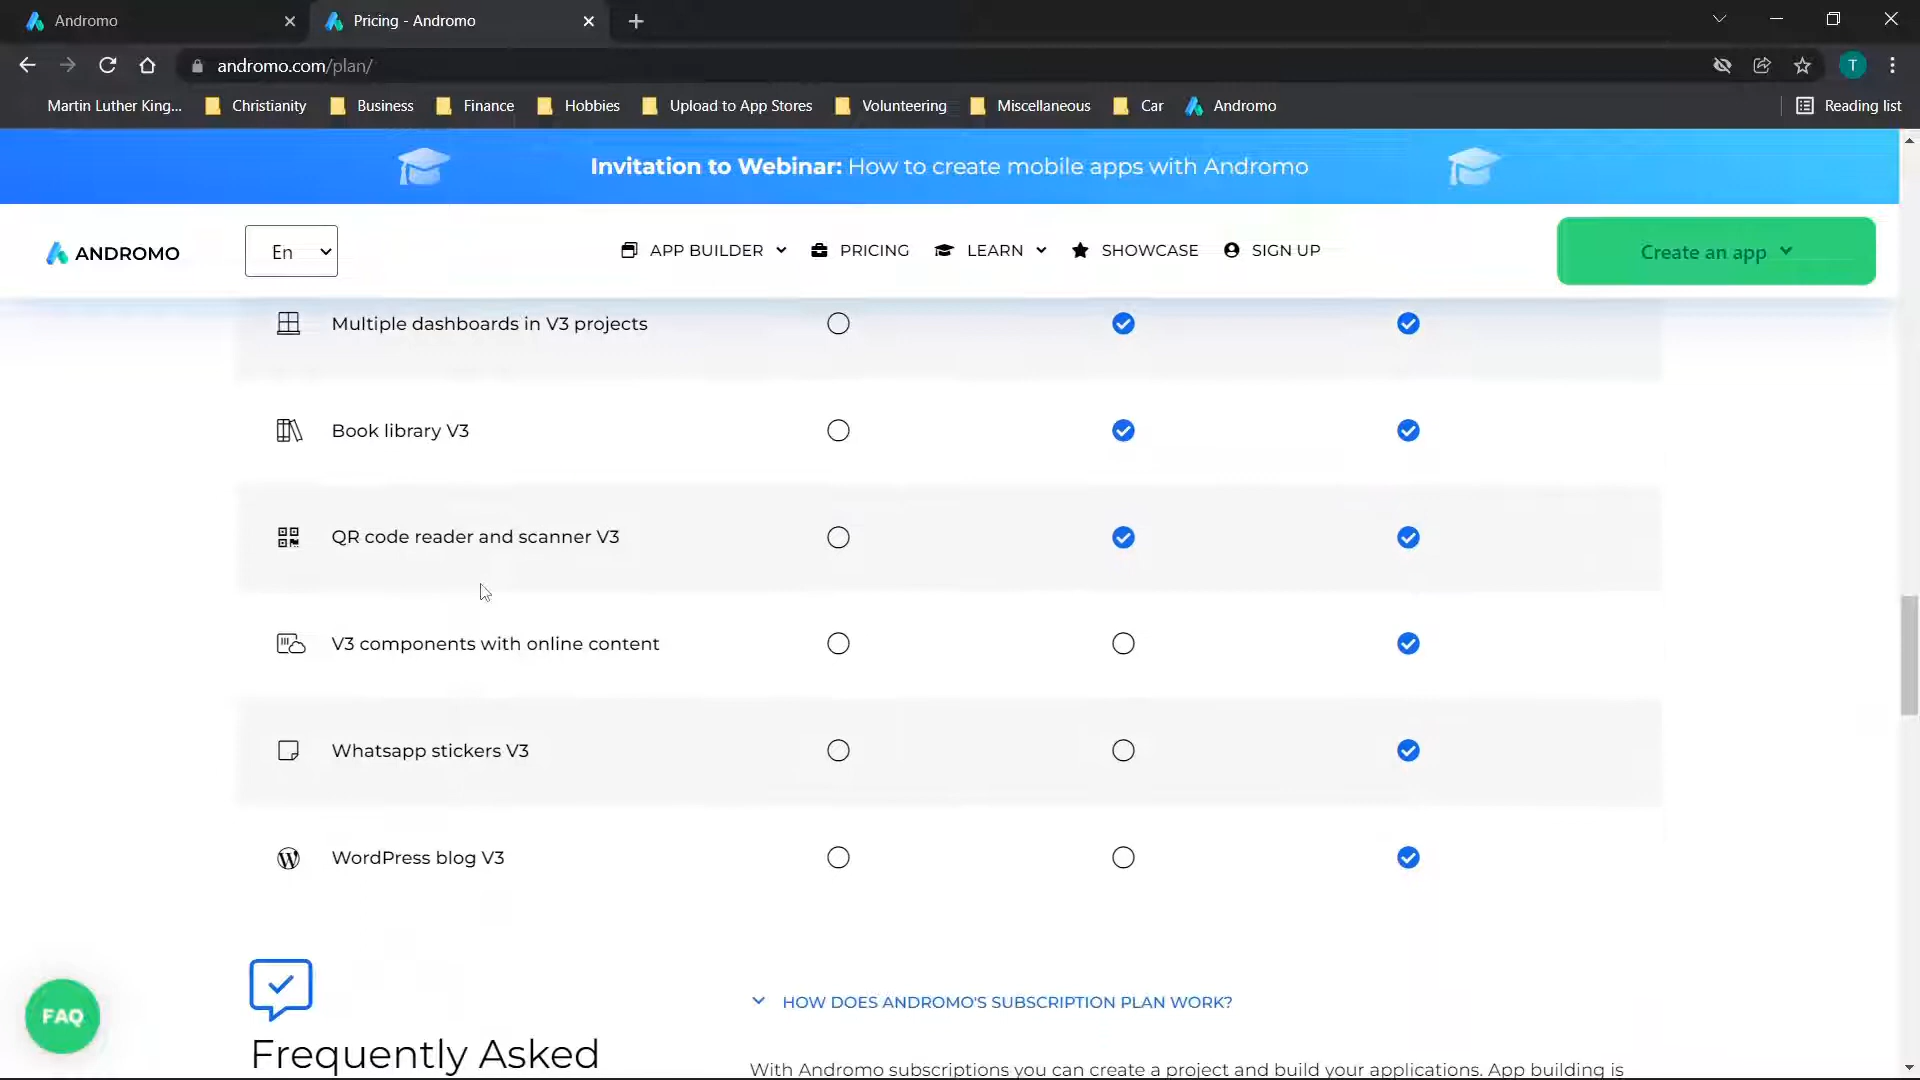 Andromo
Pricing - Andromo
andromo.com/plan/
T
Martin Luther King... Christianity Business Finance Hobbies Upload to App Stores Volunteering Miscellaneous Car Andromo Reading list
Invitation to Webinar: How to create mobile apps with Andromo
ANDROMO En APP BUILDER PRICING LEARN SHOWCASE SIGN UP Create an app
Multiple dashboards in V3 projects
Book library V3
QR code reader and scanner V3
V3 components with online content
Whatsapp stickers V3
WordPress blog V3
FAQ
Frequently Asked
HOW DOES ANDROMO'S SUBSCRIPTION PLAN WORK?
With Andromo subscriptions you can create a project and build your applications. App building is